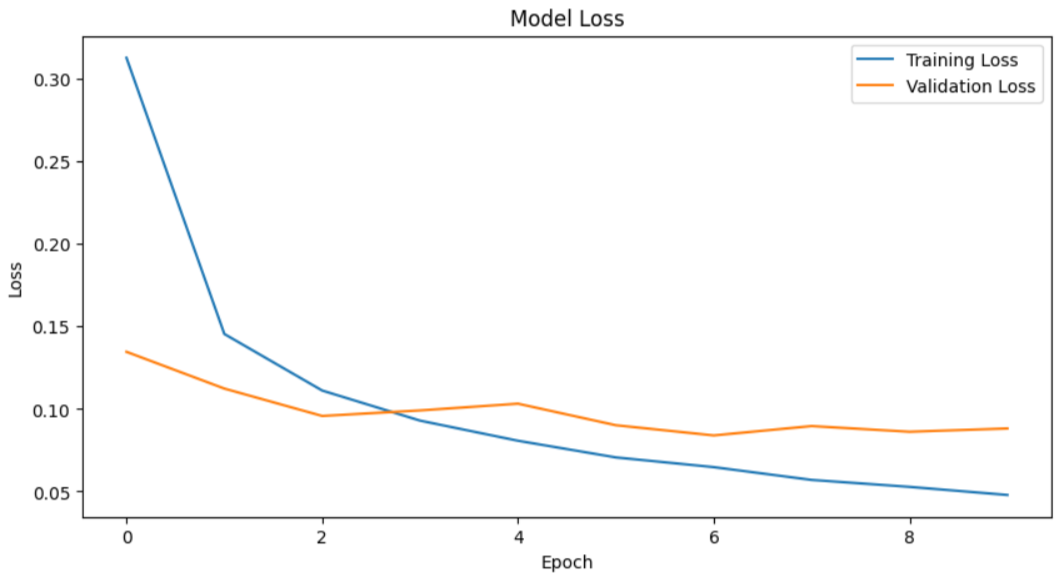 Model Loss
Training Loss
Validation Loss
0.30
0.25
0.20
0.15
0.10
0.05
Loss
0 2 4 6 8
Epoch